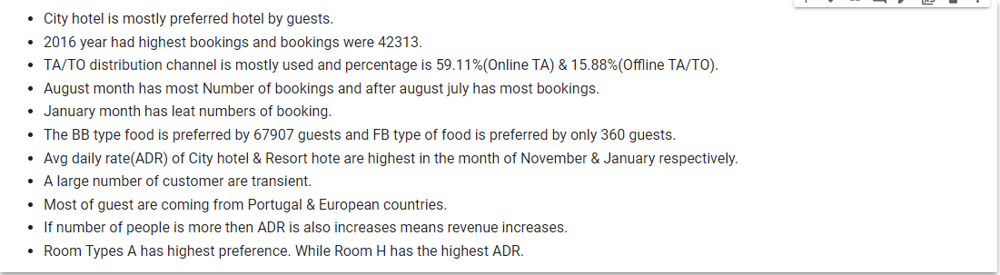 City hotel is mostly preferred hotel by guests.
2016 year had highest bookings and bookings were 42313.
TA/TO distribution channel is mostly used and percentage is 59.11%(Online TA) & 15.88%(Offline TA/TO).
August month has most Number of bookings and after august july has most bookings.
January month has leat numbers of booking.
The BB type food is preferred by 67907 guests and FB type of food is preferred by only 360 guests.
Avg daily rate(ADR) of City hotel & Resort hote are highest in the month of November & January respectively.
A large number of customer are transient.
Most of guest are coming from Portugal & European countries.
If number of people is more then ADR is also increases means revenue increases.
Room Types A has highest preference. While Room H has the highest ADR.